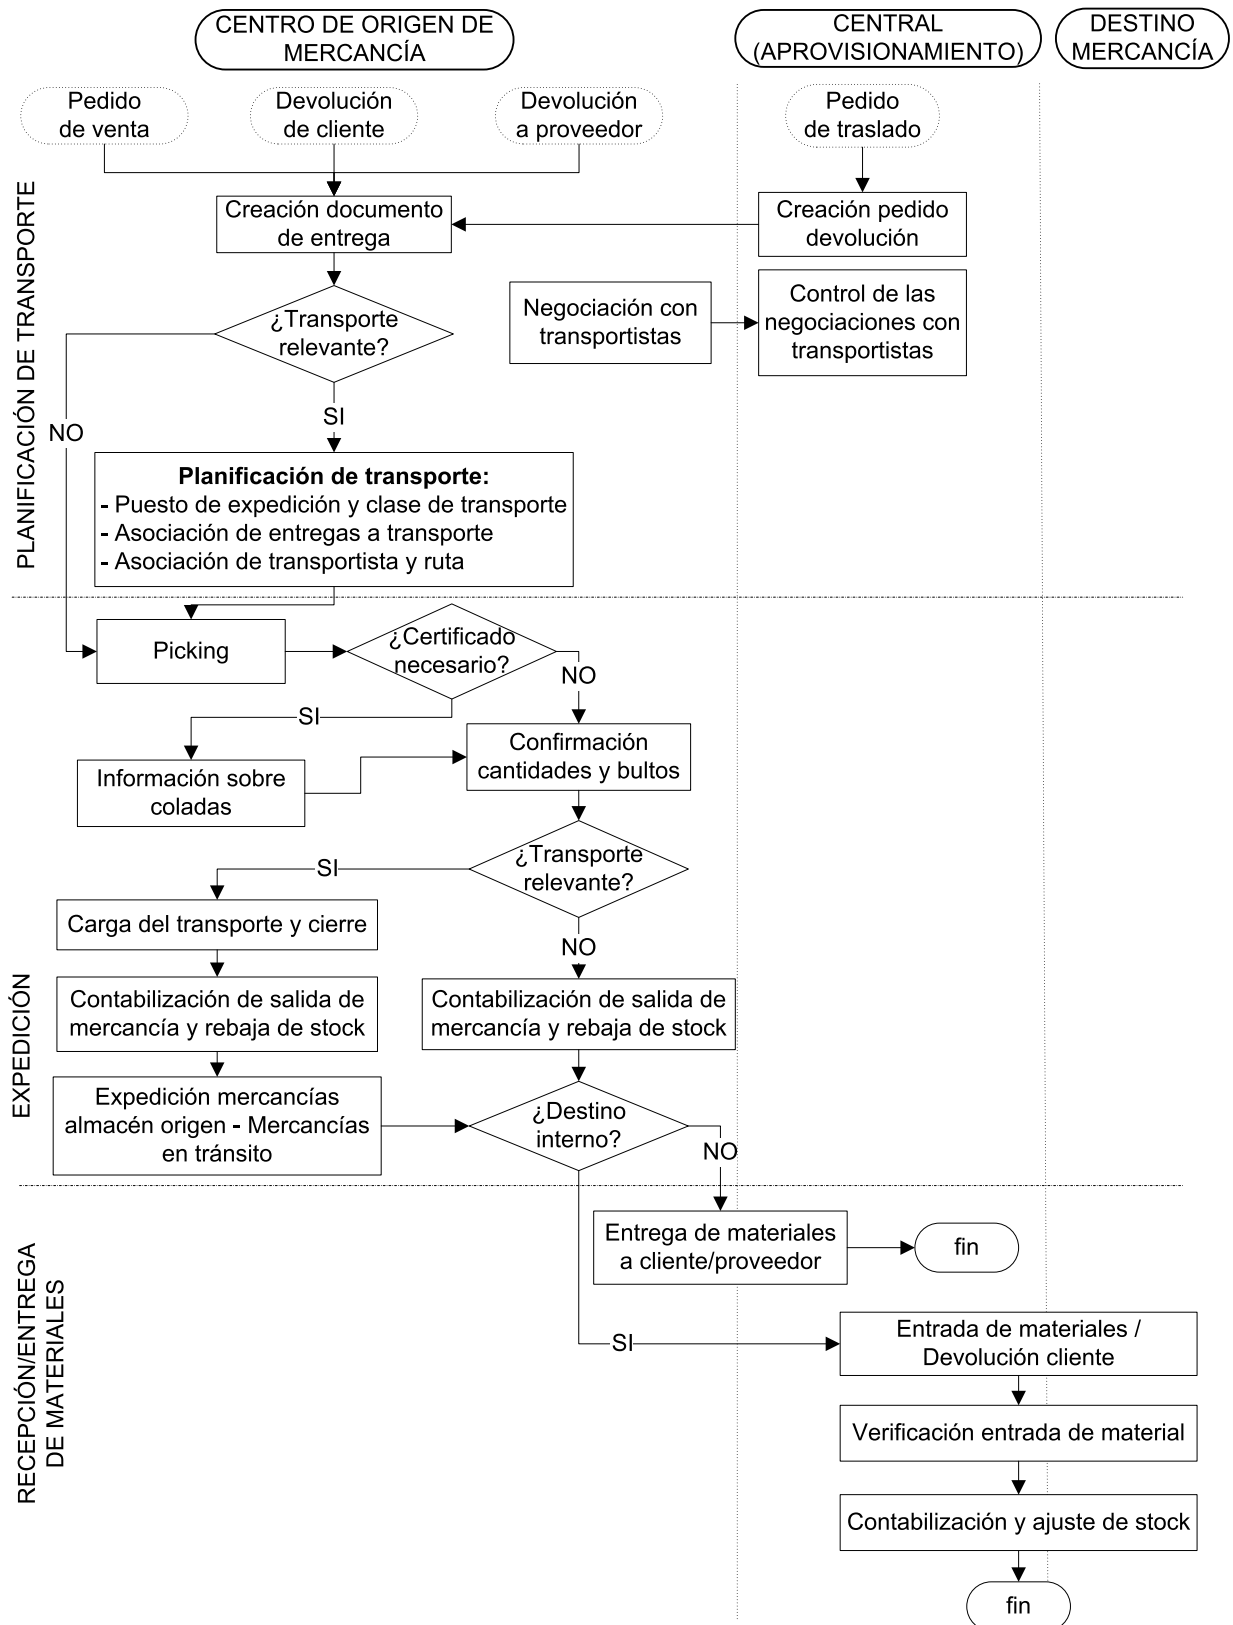 CENTRO DE ORIGEN DE
MERCANCÍA
CENTRAL
(APROVISIONAMIENTO)
DESTINO
MERCANCÍA
PLANIFICACIÓN DE TRANSPORTE
Pedido
de venta
Devolución
de cliente
Devolución
a proveedor
Pedido
de traslado
Creación documento
de entrega
Creación pedido
devolución
¿Transporte
relevante?
Negociación con
transportistas
Control de las
negociaciones con
transportistas
NO
SI
Planificación de transporte:
- Puesto de expedición y clase de transporte
- Asociación de entregas a transporte
- Asociación de transportista y ruta
EXPEDICIÓN
Picking
¿Certificado
necesario?
NO
SI
Información sobre
coladas
Confirmación
cantidades y bultos
¿Transporte
relevante?
SI
NO
Carga del transporte y cierre
Contabilización de salida de
mercancía y rebaja de stock
Contabilización de salida de
mercancía y rebaja de stock
Expedición mercancías
almacén origen - Mercancías
en tránsito
¿Destino
interno?
NO
RECEPCIÓN/ENTREGA
DE MATERIALES
Entrega de materiales
a cliente/proveedor
fin
SI
Entrada de materiales /
Devolución cliente
Verificación entrada de material
Contabilización y ajuste de stock
fin